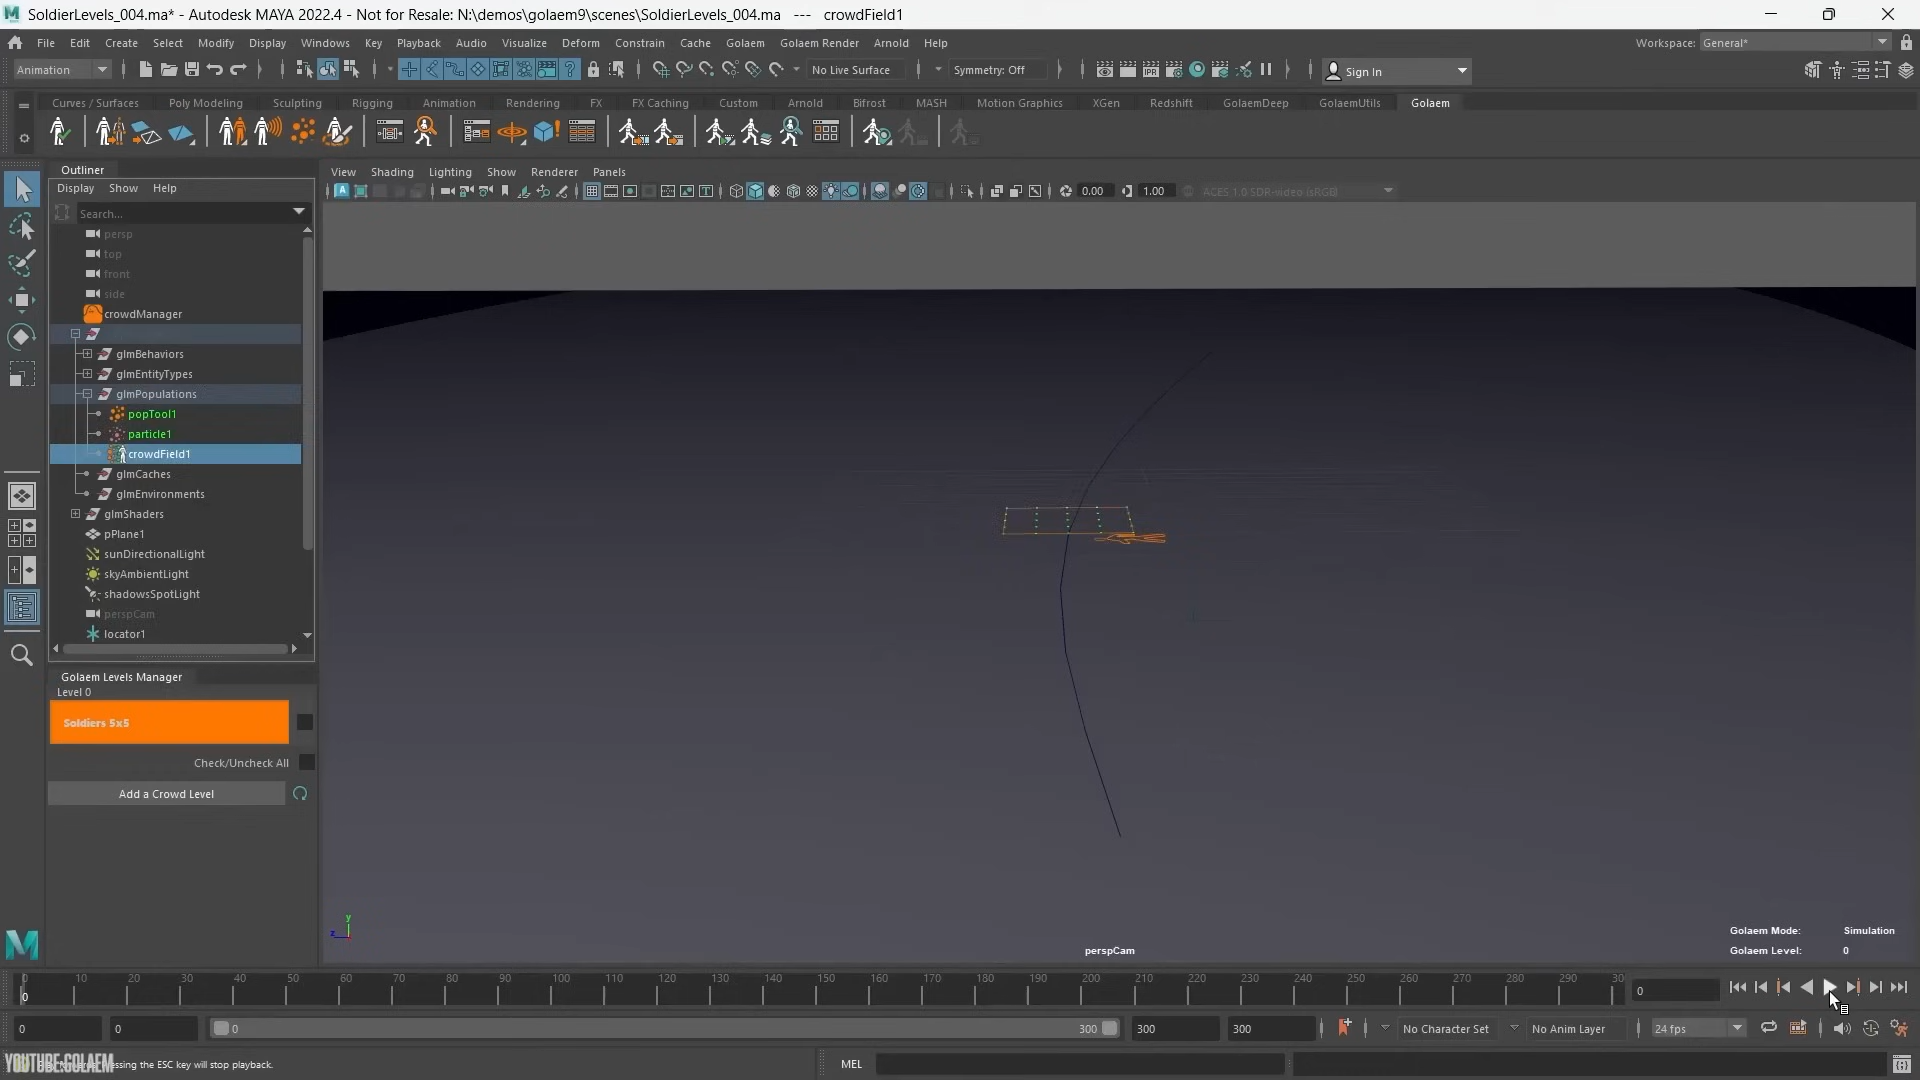 SoldierLevels_004.ma* - Autodesk MAYA 2022.4 - Not for Resale: N:\demos\golaem9\scenes\SoldierLevels_004.ma --- crowdField1
File Edit Create Select Modify Display Windows Key Playback Audio Visualize Deform Constrain Cache Golaem Golaem Render Arnold Help
Workspace: General*
Animation
No Live Surface
Symmetry: Off
IPR
Sign In
Curves / Surfaces Poly Modeling Sculpting Rigging Animation Rendering FX FX Caching Custom Arnold Bifrost MASH Motion Graphics XGen Redshift GolaemDeep GolaemUtils Golaem
Outliner
Display Show Help
Search...
persp
top
front
side
crowdManager
glmBehaviors
glmEntityTypes
glmPopulations
popTool1
particle1
crowdField1
glmCaches
glmEnvironments
glmShaders
pPlane1
sunDirectionalLight
skyAmbientLight
shadowsSpotLight
perspCam
locator1
Golaem Levels Manager
Level 0
Soldiers 5x5
Check/Uncheck All
Add a Crowd Level
View Shading Lighting Show Renderer Panels
0.00
1.00
ACES 1.0 SDR-video (sRGB)
y
z
perspCam
Golaem Mode: Simulation
Golaem Level: 0
0 10 20 30 40 50 60 70 80 90 100 110 120 130 140 150 160 170 180 190 200 210 220 230 240 250 260 270 280 290 30
0
0
0
0
0
300
300
300
No Character Set
No Anim Layer
24 fps
YOUTUBE:GOLAEM
essing the ESC key will stop playback.
MEL